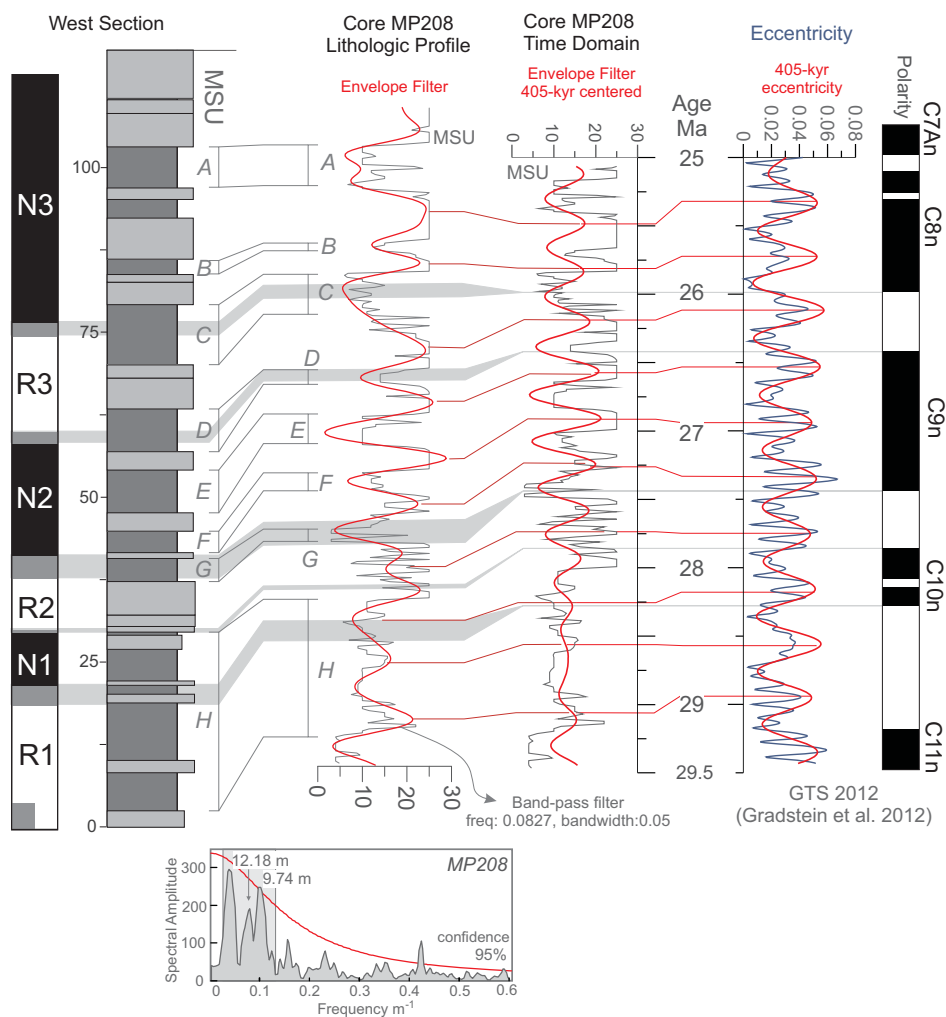 West Section
Core MP208
Lithologic Profile
Core MP208
Time Domain
Eccentricity
Envelope Filter
Envelope Filter
405-kyr centered
405-kyr
eccentricity
Polarity
Age
Ma
MSU
MSU
MSU
0 10 20 30
0 0.02 0.04 0.06 0.08
C7An
C8n
C9n
C10n
C11n
N3
R3
N2
R2
N1
R1
100
75
50
25
0
A
B
C
D
E
F
G
H
A
B
C
D
E
F
G
H
25
26
27
28
29
29.5
0 10 20 30
Band-pass filter
freq: 0.0827, bandwidth:0.05
GTS 2012
(Gradstein et al. 2012)
Spectral Amplitude
300
200
100
0
12.18 m
9.74 m
MP208
confidence
95%
0 0.1 0.2 0.3 0.4 0.5 0.6
Frequency m-1